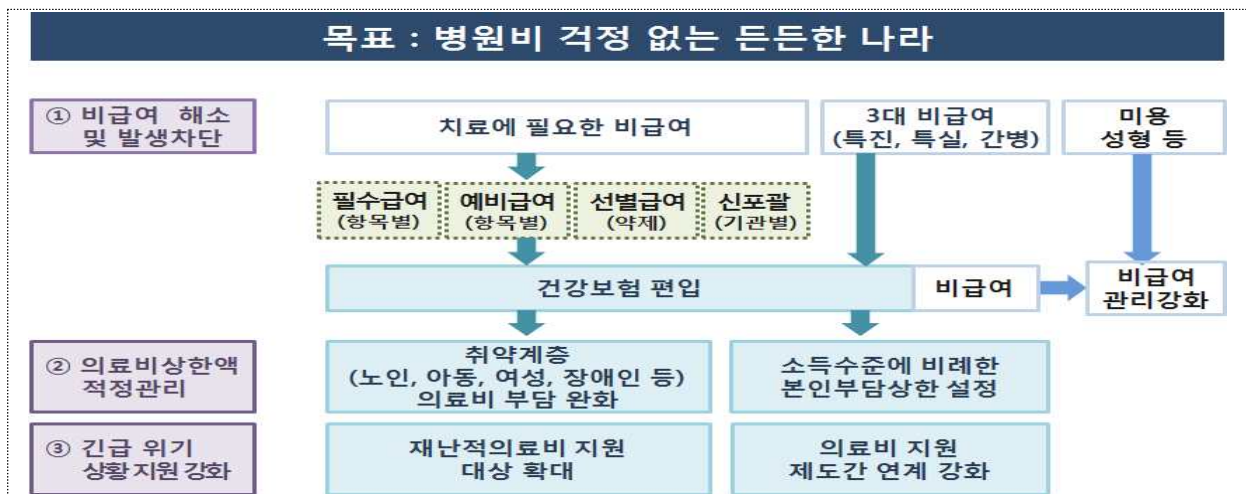 목표 : 병원비 걱정 없는 든든한 나라
① 비급여 해소
및 발생차단
치료에 필요한 비급여
3대 비급여
(특진, 특실, 간병)
미용
성형 등
필수급여
(항목별)
예비급여
(항목별)
선별급여
(약제)
신포괄
(기관별)
건강보험 편입
비급여
비급여
관리강화
② 의료비상한액
적정관리
취약계층
(노인, 아동, 여성, 장애인 등)
의료비 부담 완화
소득수준에 비례한
본인부담상한 설정
③ 긴급 위기
상황 지원 강화
재난적의료비 지원
대상 확대
의료비 지원
제도간 연계 강화